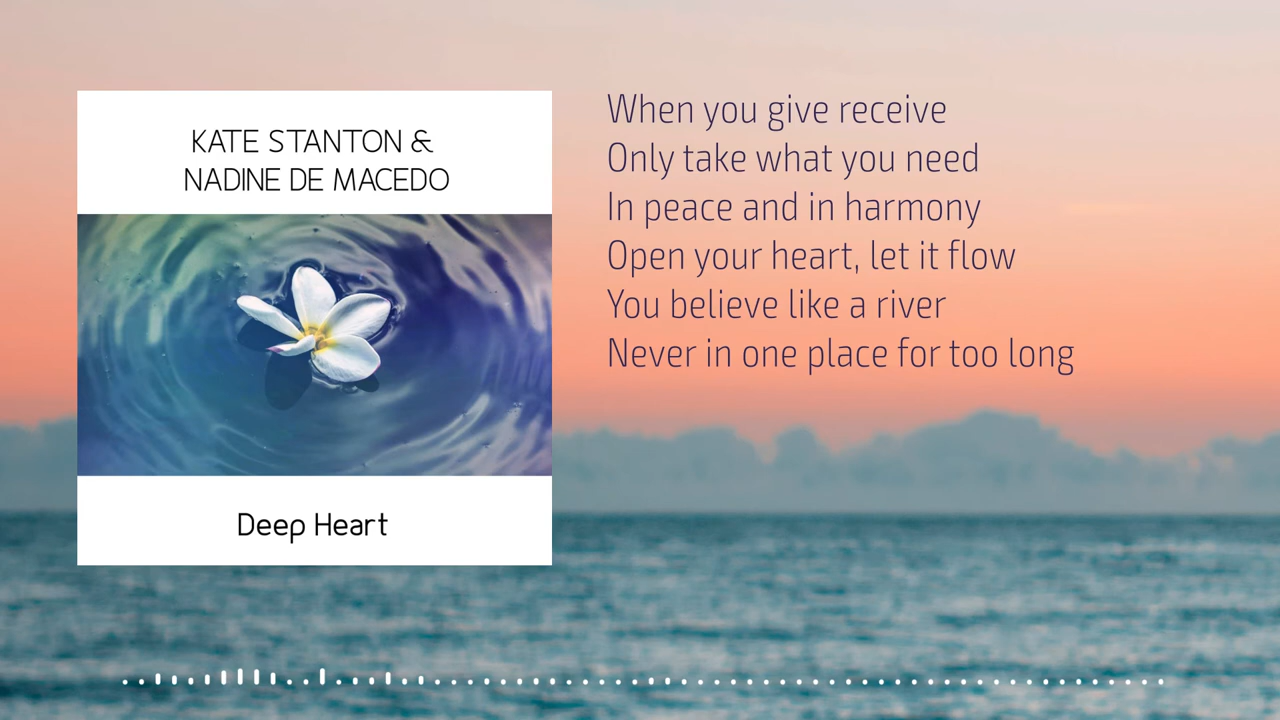 KATE STANTON &
NADINE DE MACEDO
Deep Heart
When you give receive
Only take what you need
In peace and in harmony
Open your heart, let it flow
You believe like a river
Never in one place for too long